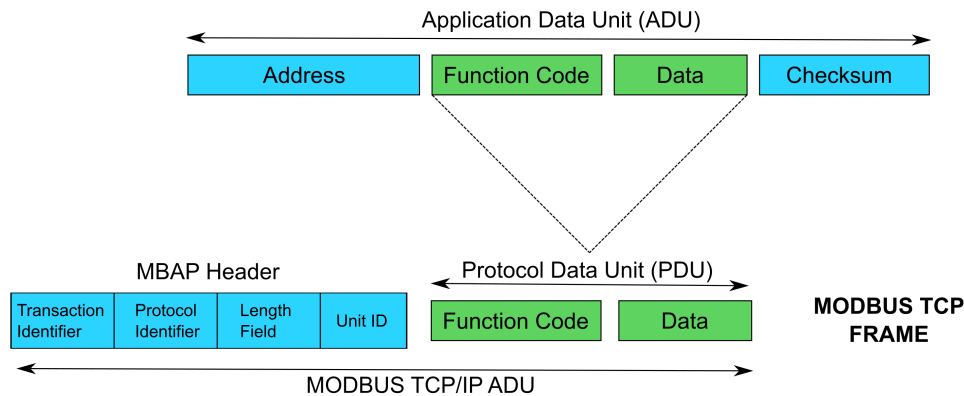 Application Data Unit (ADU)
Address
Function Code
Data
Checksum
MBAP Header
Protocol Data Unit (PDU)
Transaction
Identifier
Protocol
Identifier
Length
Field
Unit ID
Function Code
Data
MODBUS TCP
FRAME
MODBUS TCP/IP ADU